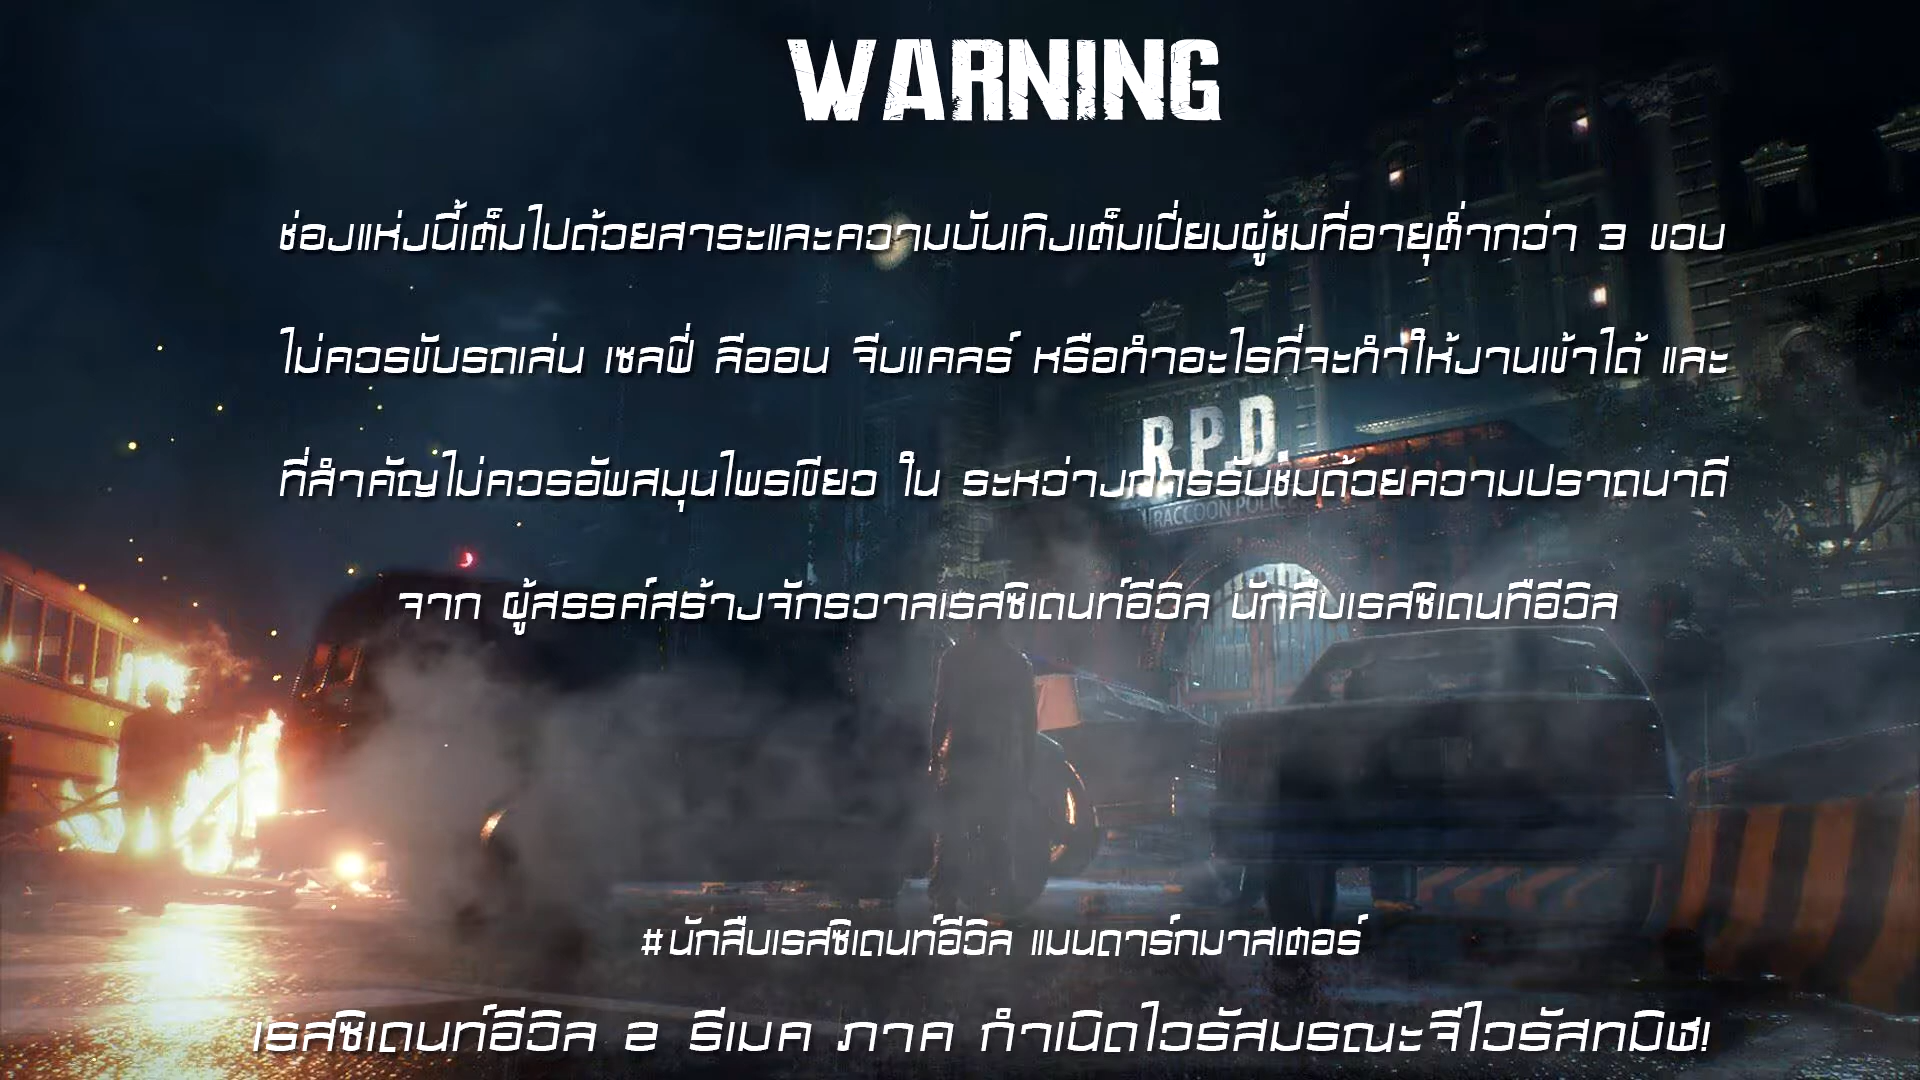 WARNING
ช่องแห่งนี้เต็มไปด้วยสาระและความบันเทิงเต็มเปี่ยมผู้ชมที่อายุต่ำกว่า 3 ขวบ
ไม่ควรขับรถเล่น เซลฟี่ ลีออน จีบแคลร์ หรือทำอะไรที่จะทำให้งานเข้าได้ และ
R.P.D.
ที่สำคัญไม่ควรอัพสมุนไพรเขียว ใน ระหว่างการรับชมด้วยความปราถนาดี
RACCOON POLIC
จาก ผู้สรรค์สร้างจักรวาลเรสซิเดนท์อีวิล นักสืบเรสซิเดนทือีวิล
#นักสืบเรสซิเดนท์อีวิล แมนดาร์กมาสเตอร์
เรสซิเดนท์อีวิล 2 รีเมค ภาค กำเนิดไวรัสมรณะจีไวรัสทมิฬ!